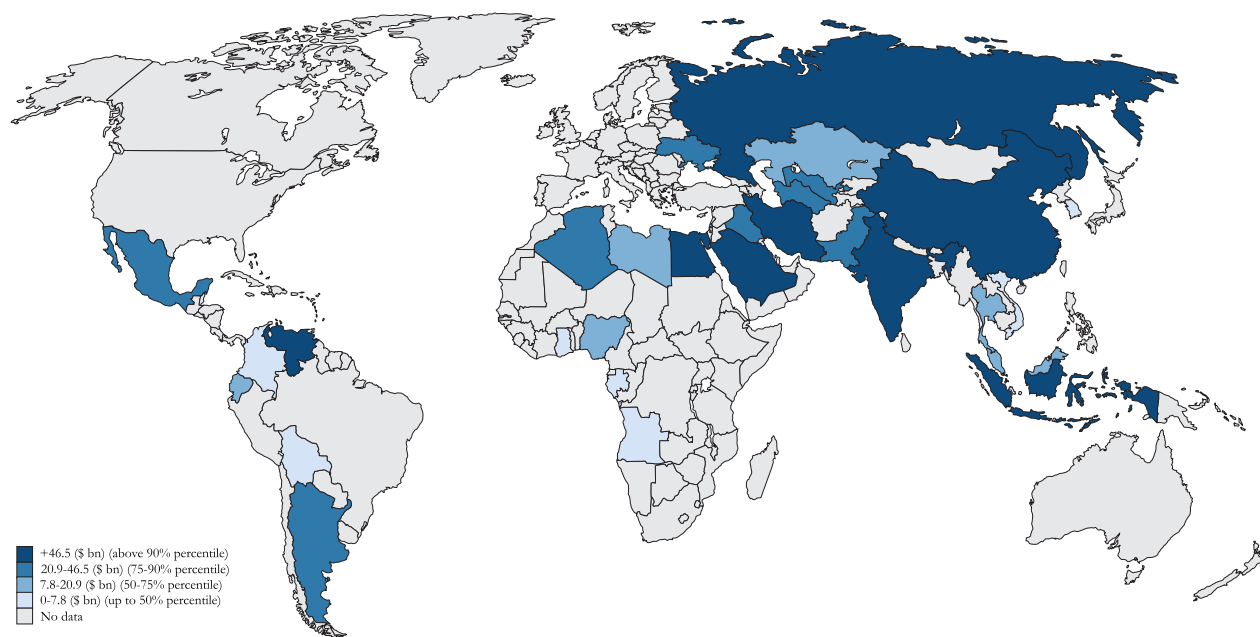 +46.5 ($ bn) (above 90% percentile)
20.9-46.5 ($ bn) (75-90% percentile)
7.8-20.9 ($ bn) (50-75% percentile)
0-7.8 ($ bn) (up to 50% percentile)
No data